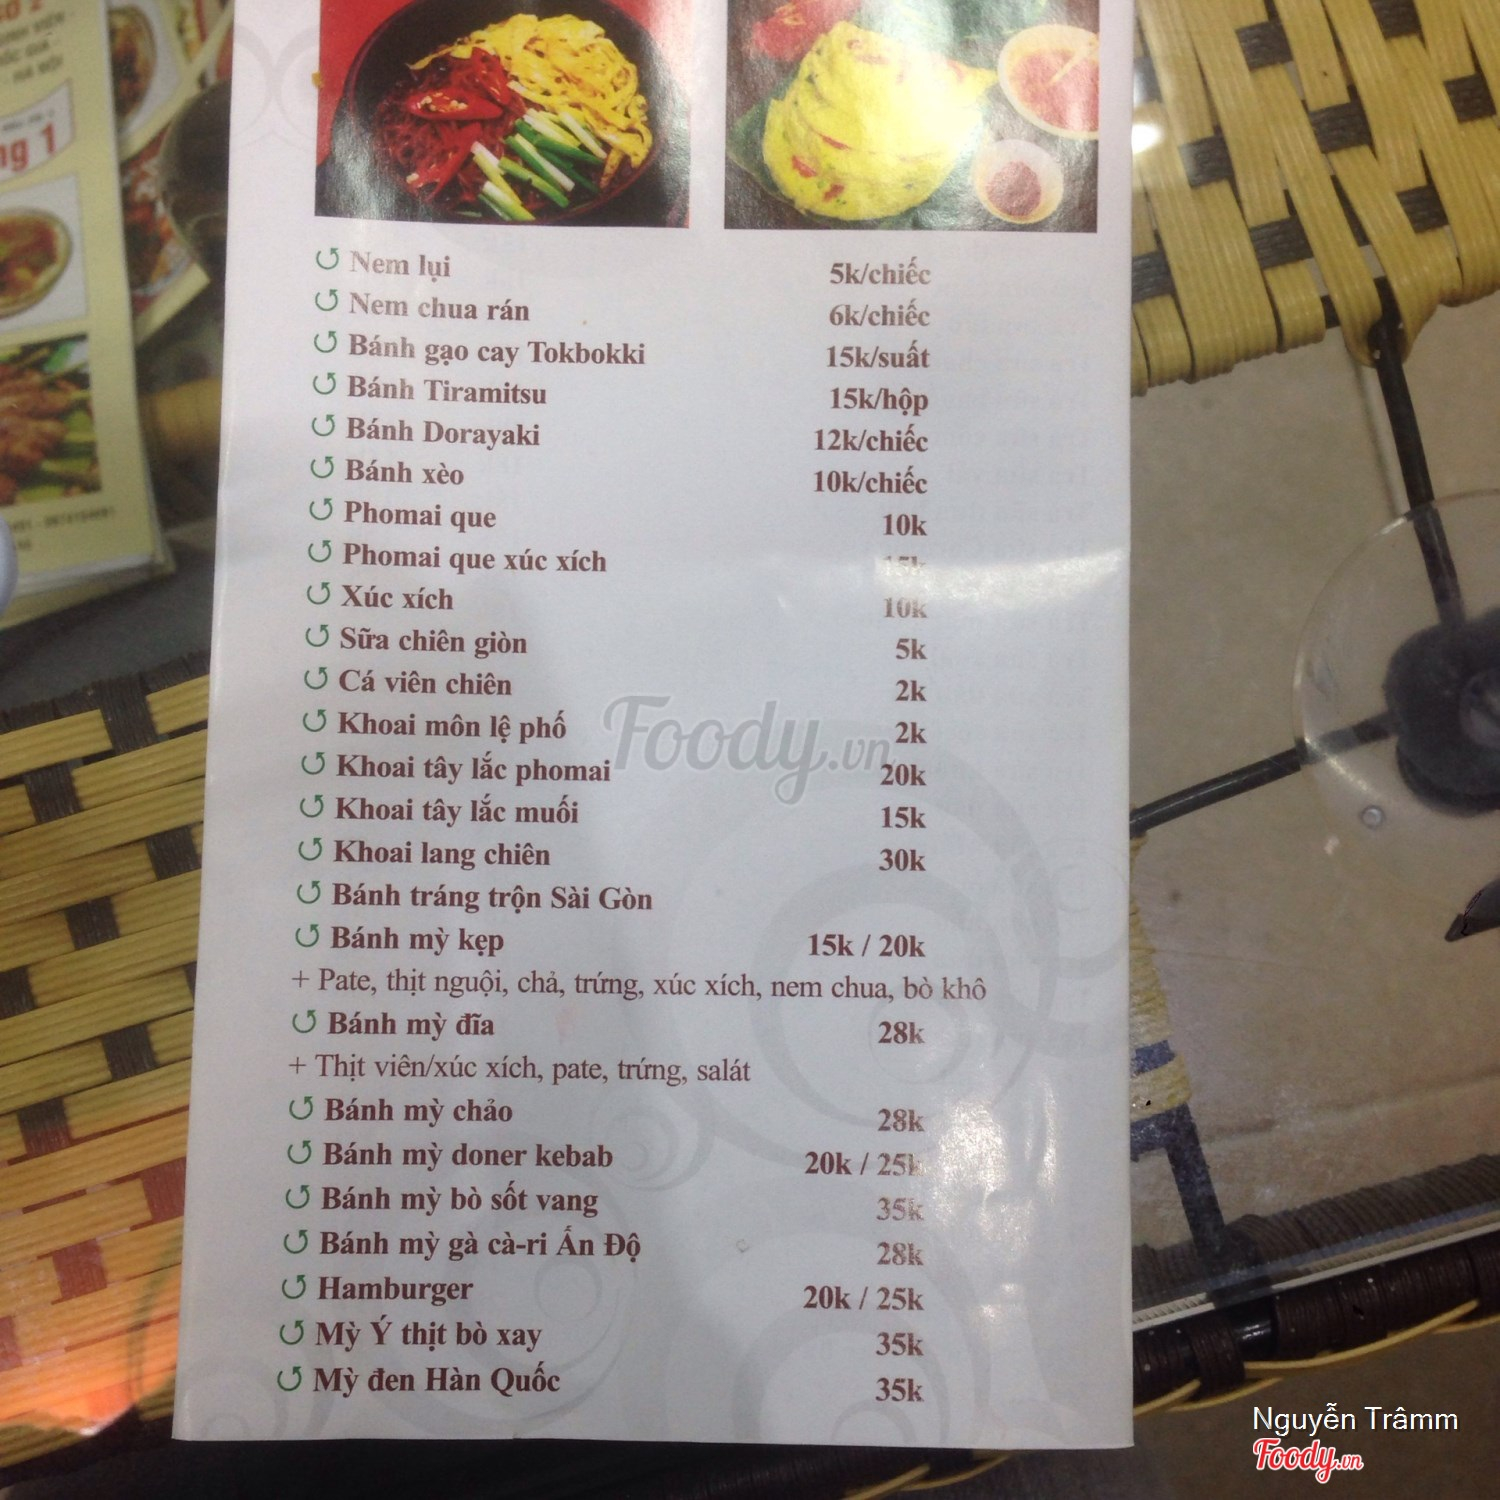 ng 1
Nem lụi 5k/chiếc
Nem chua rán 6k/chiếc
Bánh gạo cay Tokbokki 15k/suất
Bánh Tiramitsu 15k/hộp
Bánh Dorayaki 12k/chiếc
Bánh xèo 10k/chiếc
Phomai que 10k
Phomai que xúc xích 15k
Xúc xích 10k
Sữa chiên giòn 5k
Cá viên chiên 2k
Khoai môn lệ phố 2k
Khoai tây lắc phomai 20k
Khoai tây lắc muối 15k
Khoai lang chiên 30k
Bánh tráng trộn Sài Gòn
Bánh mỳ kẹp 15k / 20k
+ Pate, thịt nguội, chả, trứng, xúc xích, nem chua, bò khô
Bánh mỳ đĩa 28k
+ Thịt viên/xúc xích, pate, trứng, salát
Bánh mỳ chảo 28k
Bánh mỳ doner kebab 20k / 25k
Bánh mỳ bò sốt vang 35k
Bánh mỳ gà cà-ri Ấn Độ 28k
Hamburger 20k / 25k
Mỳ Ý thịt bò xay 35k
Mỳ đen Hàn Quốc 35k
Foody.vn
Nguyễn Trâmm
Foody.vn